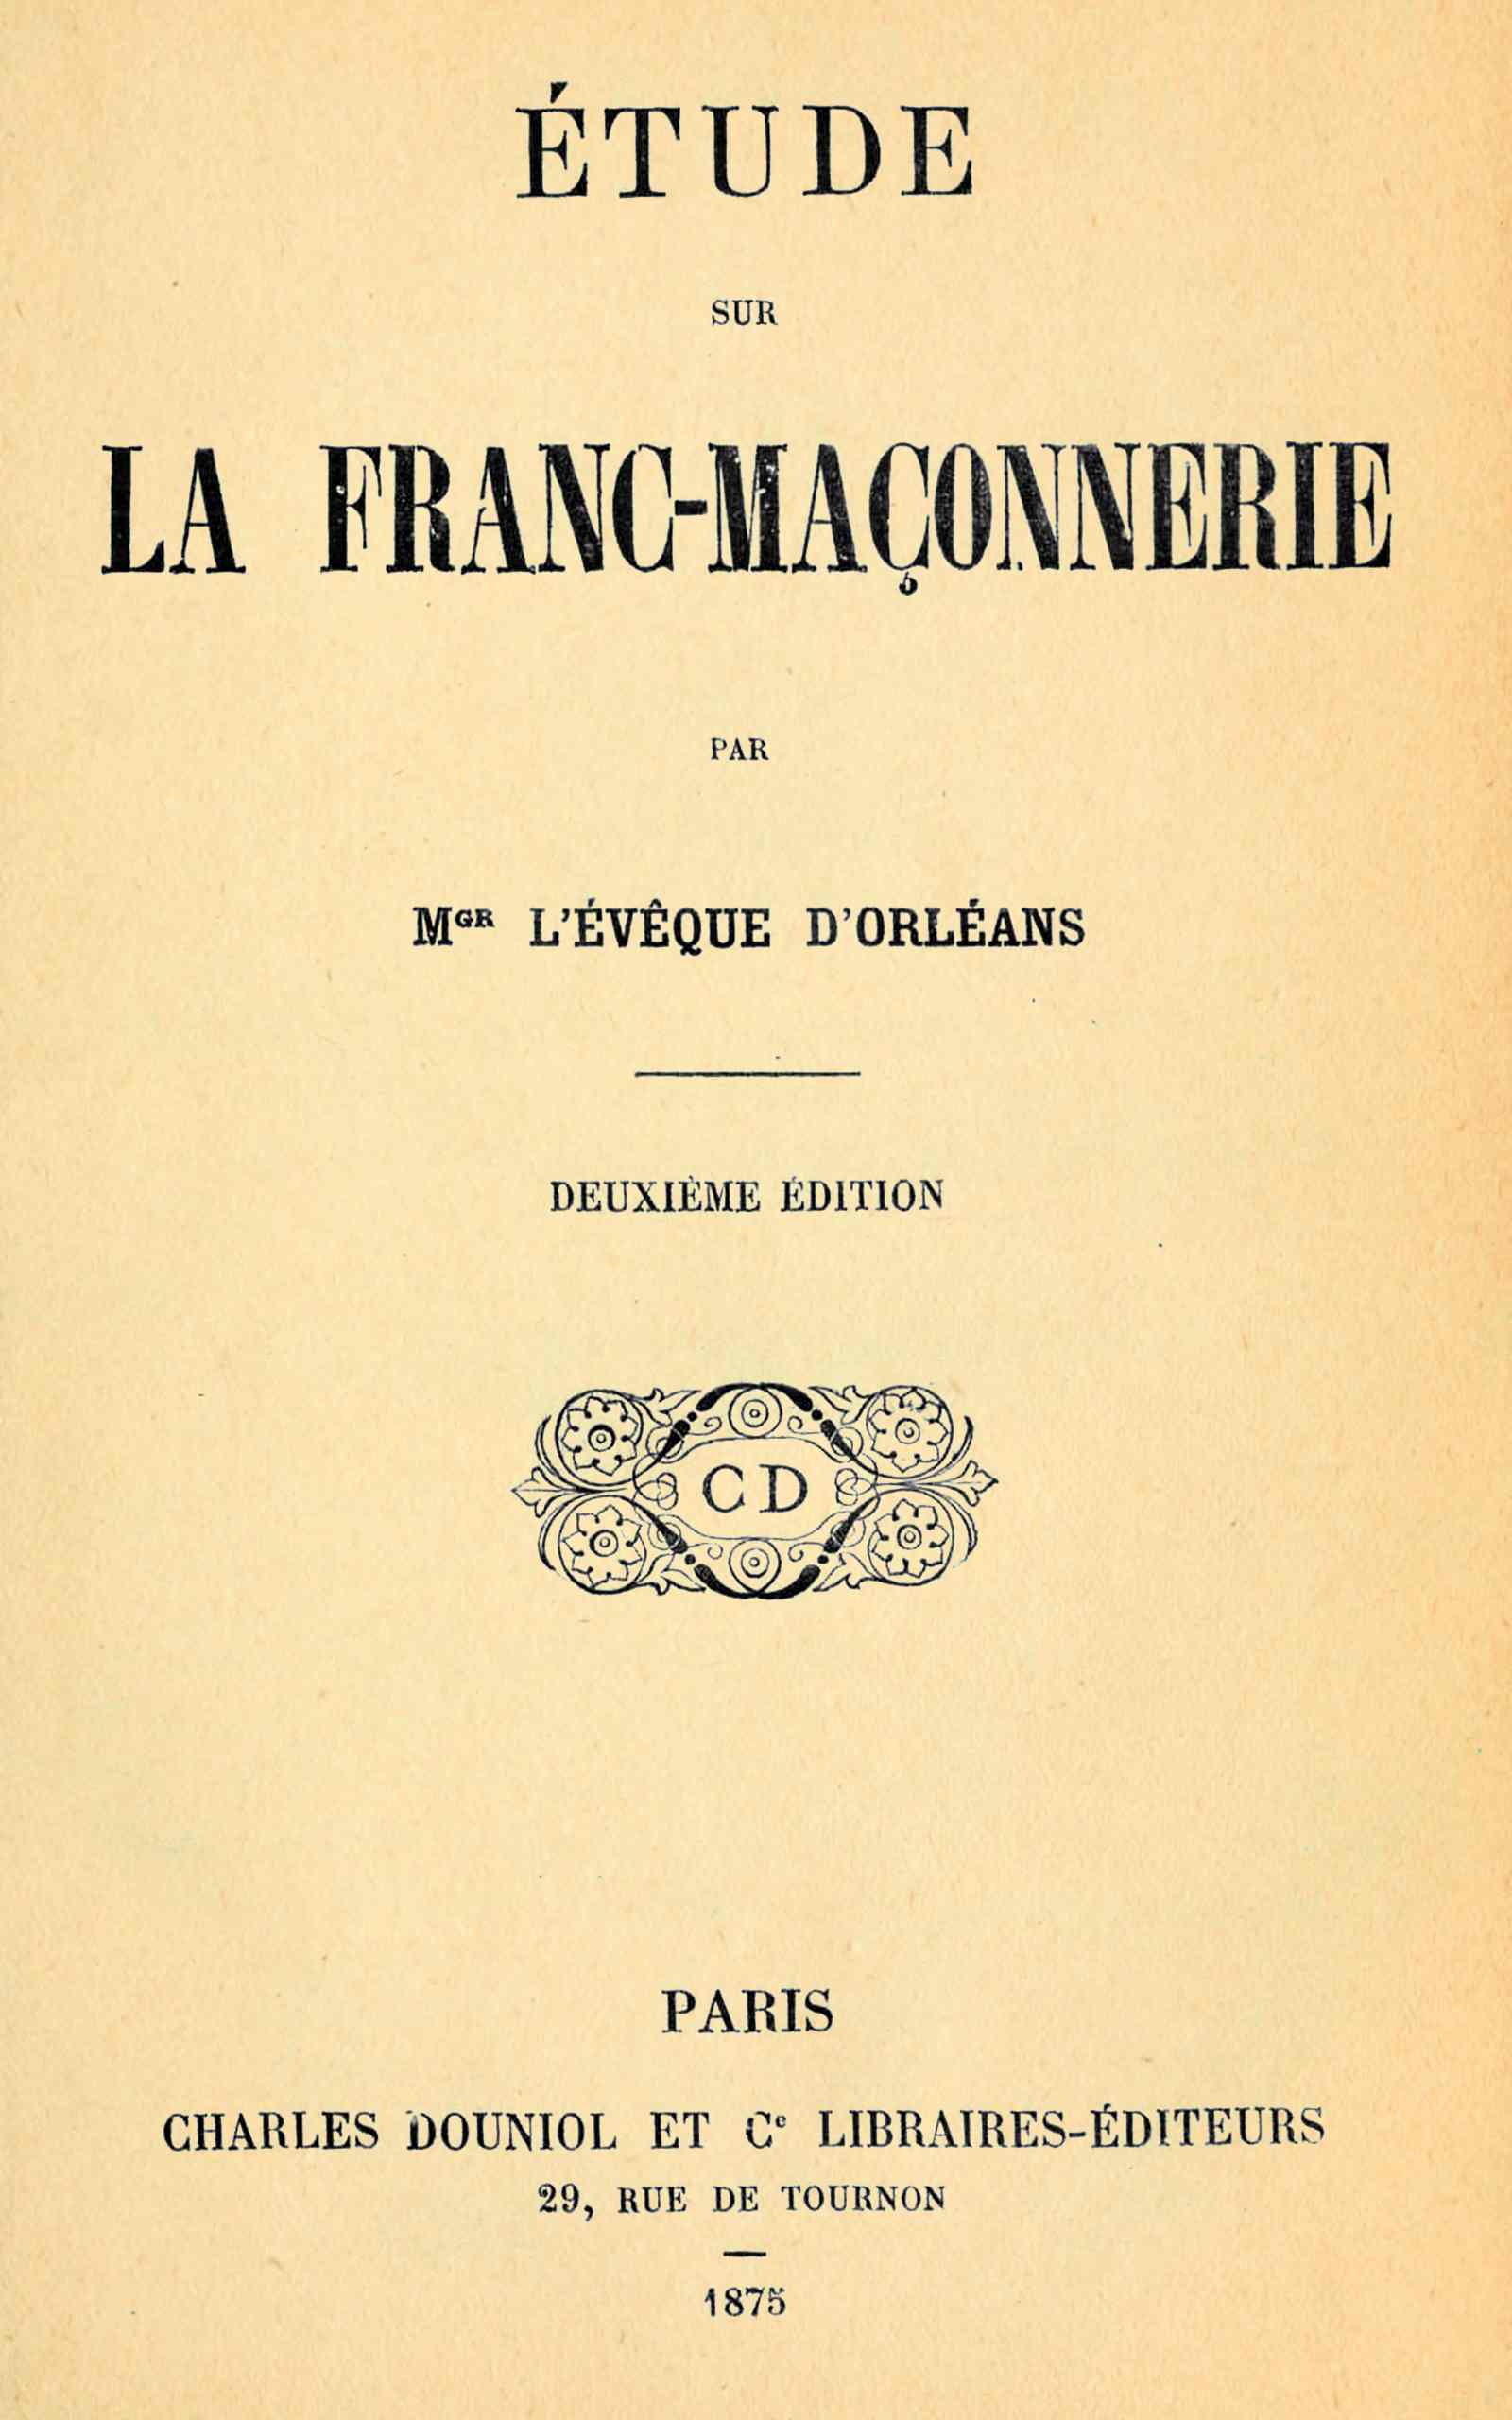 ÉTUDE
SUR
LA FRANC-MAÇONNERIE
PAR
Mᴳᴿ L'ÉVÊQUE D'ORLÉANS
DEUXIÈME ÉDITION
CD
PARIS
CHARLES DOUNIOL ET Cᵉ LIBRAIRES-ÉDITEURS
29, RUE DE TOURNON
1875